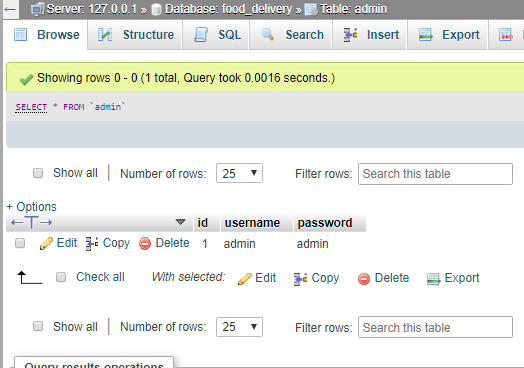 Server: 127.0.0.1 » Database: food_delivery » Table: admin
Browse Structure SQL Search Insert Export
Showing rows 0 - 0 (1 total, Query took 0.0016 seconds.)
SELECT * FROM `admin`
Show all Number of rows: 25 Filter rows: Search this table
+ Options
id username password
Edit Copy Delete 1 admin admin
Check all With selected: Edit Copy Delete Export
Show all Number of rows: 25 Filter rows: Search this table
Query results operations